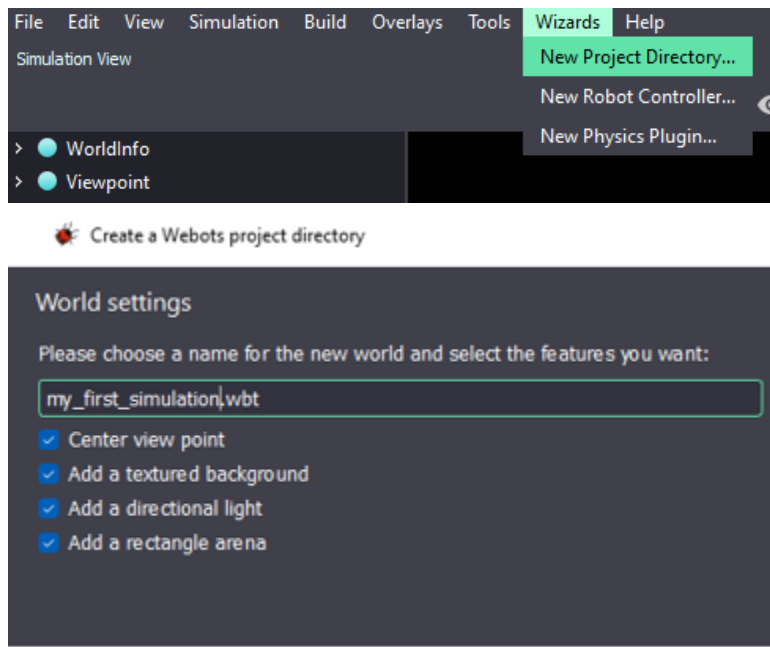 File Edit View Simulation Build Overlays Tools Wizards Help
Simulation View
New Project Directory...
New Robot Controller...
New Physics Plugin...
WorldInfo
Viewpoint
Create a Webots project directory
World settings
Please choose a name for the new world and select the features you want:
my_first_simulation.wbt
Center view point
Add a textured background
Add a directional light
Add a rectangle arena